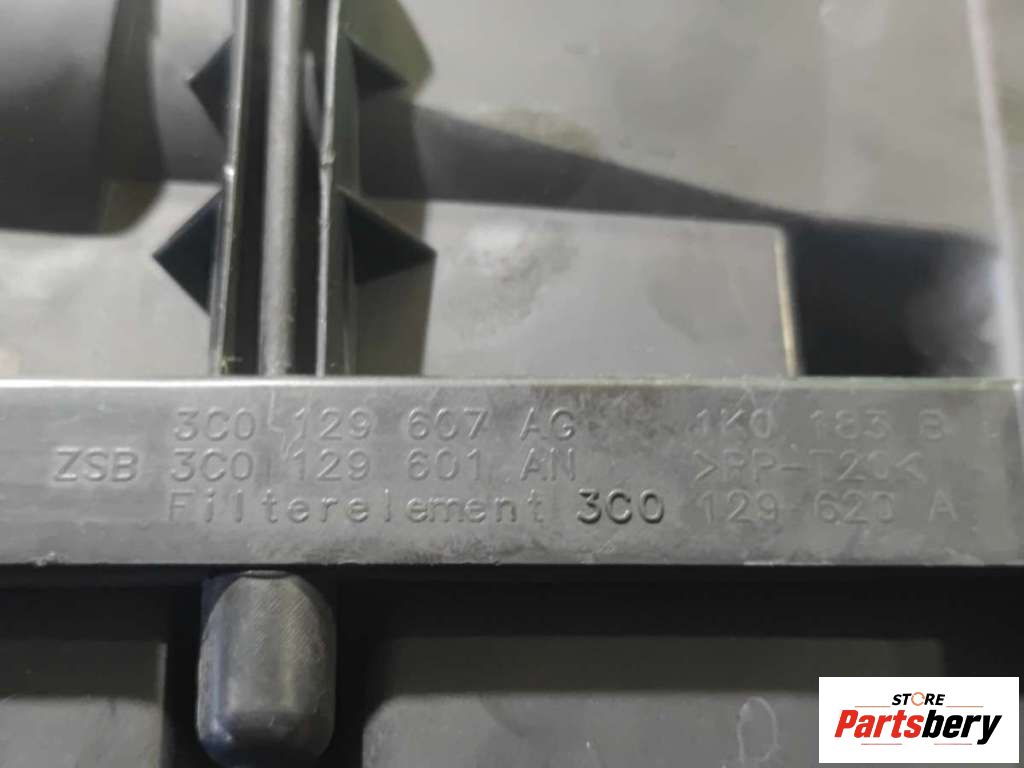 3C0 129 607 AG 1K0 183 B
ZSB 3C0 129 601 AN >PP-T20<
Filterelement 3C0 129 620 A
STORE
Partsbery